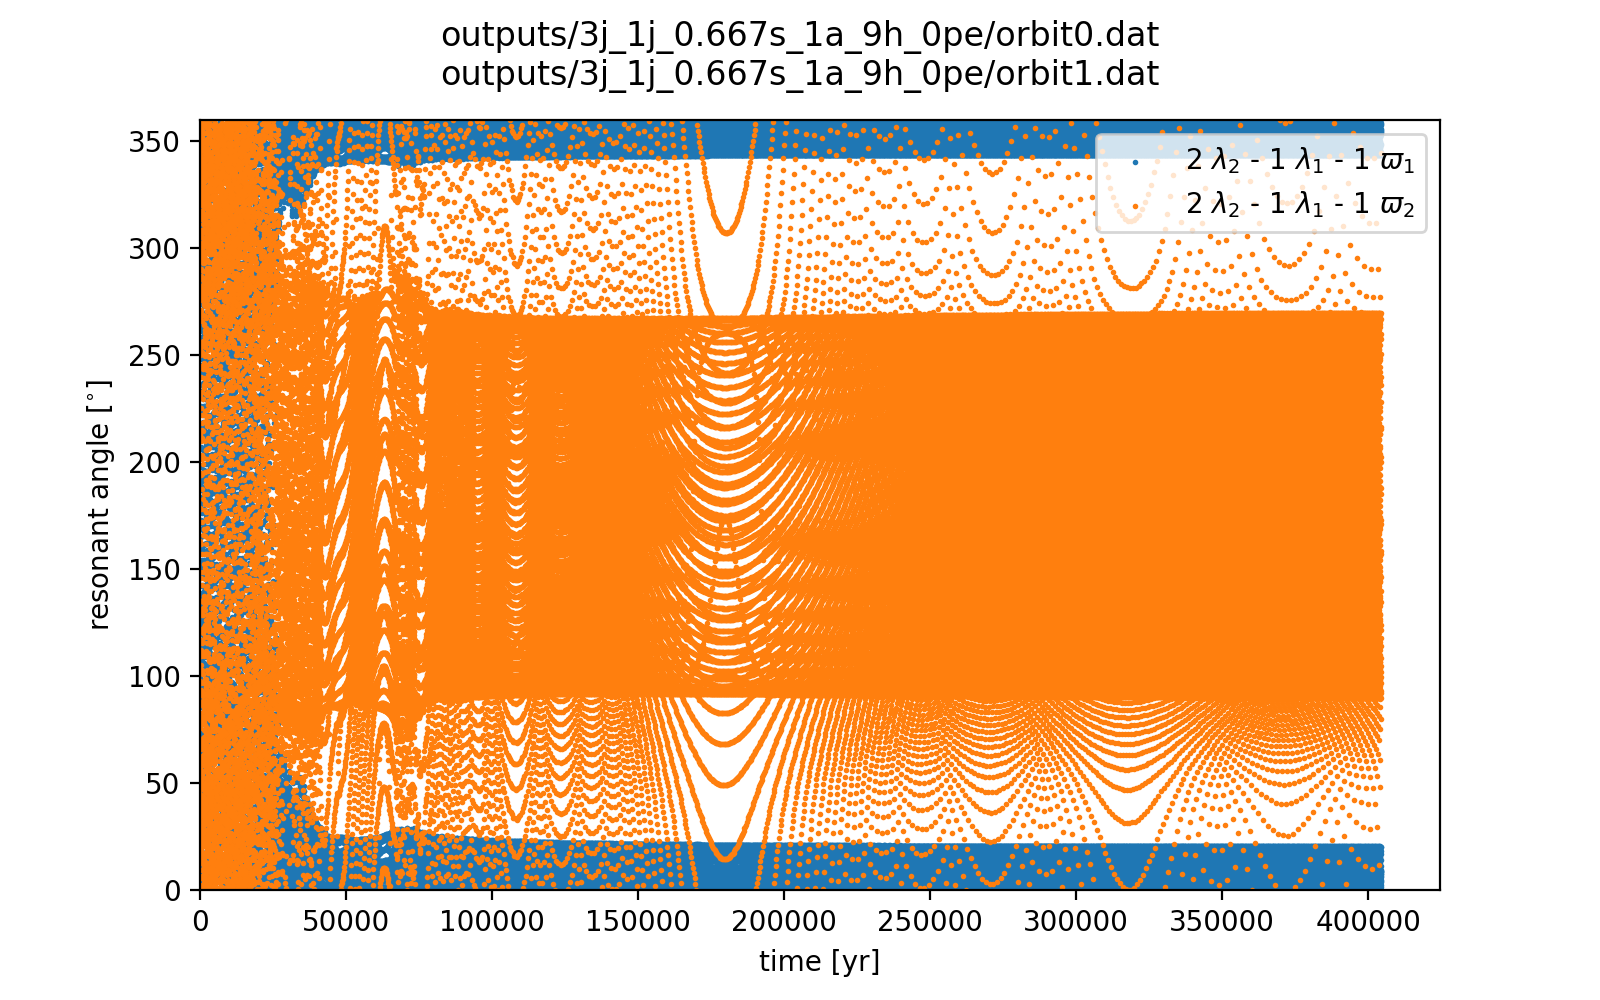 outputs/3j_1j_0.667s_1a_9h_0pe/orbit0.dat
outputs/3j_1j_0.667s_1a_9h_0pe/orbit1.dat
350
300
250
200
150
100
50
0
resonant angle [°]
2 λ₂ - 1 λ₁ - 1 ϖ₁
2 λ₂ - 1 λ₁ - 1 ϖ₂
0 50000 100000 150000 200000 250000 300000 350000 400000
time [yr]